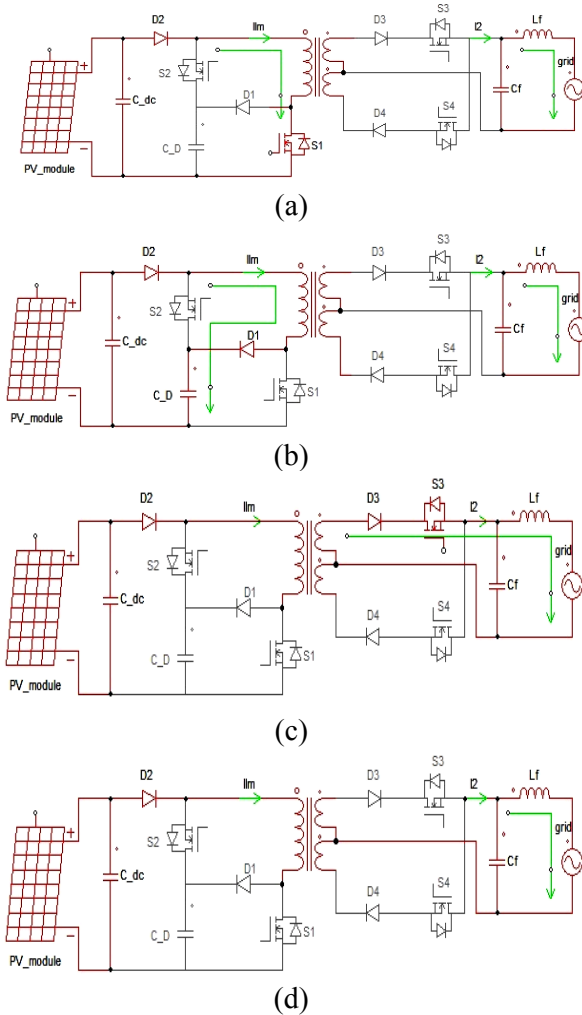 D2
Ilm
D3
S3
I2
Lf
S2
grid
D1
C_dc
Cf
C_D
D4
S4
S1
PV_module
(a)
D2
Ilm
D3
S3
I2
Lf
S2
grid
D1
C_dc
Cf
C_D
D4
S4
S1
PV_module
(b)
D2
Ilm
D3
S3
I2
Lf
S2
grid
D1
C_dc
Cf
C_D
D4
S4
S1
PV_module
(c)
D2
Ilm
D3
S3
I2
Lf
S2
grid
D1
C_dc
Cf
C_D
D4
S4
S1
PV_module
(d)